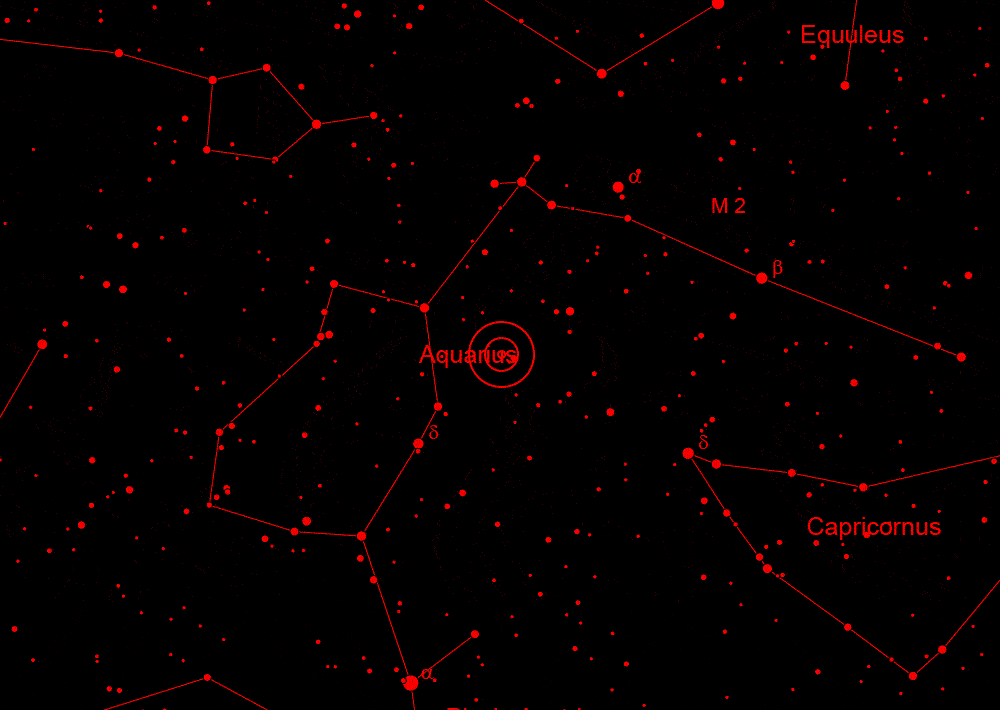 Equuleus
α
M 2
β
Aquarius
δ
δ
Capricornus
α